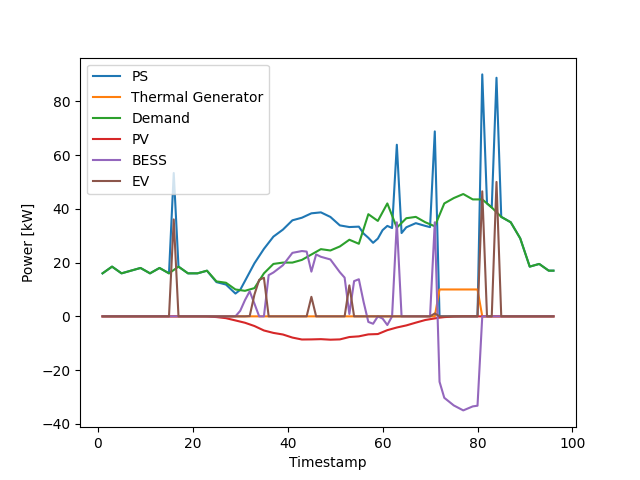 PS
Thermal Generator
Demand
PV
BESS
EV
Power [kW]
80
60
40
20
0
−20
−40
0 20 40 60 80 100
Timestamp